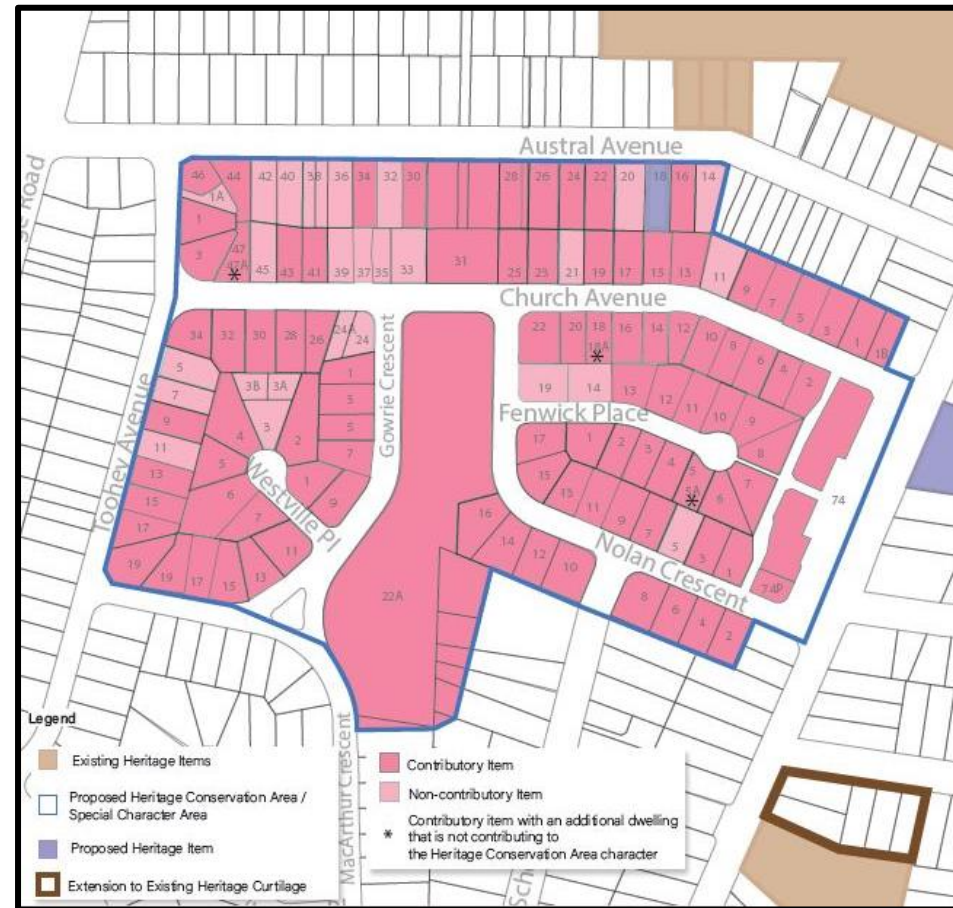 Austral Avenue
46 44 42 40 38 36 34 32 30 28 26 24 22 20 18 16 14
1A
1
3
47
47A
*
45 43 41 39 37 35 33 31 25 23 21 19 17 15 13 11 9 7 5 3 1 1B
Church Avenue
34 32 30 28 26 24A 24
22 20 18 16 14 12 10 8 6 4 2
18A
*
5
7
9
11
13
15
17
19 19 17 15 13 11
3B 3A
3
4 2
5
6
7
1
9
1
5
5
7
Gowrie Crescent
Westville Pl
Toohey Avenue
19 14 13 12 11 10 9
8
Fenwick Place
17 1 2 3 4 5 6 7
5A
*
15 15 11 9 7 5 3 1
Nolan Crescent
16
14
12
10
8 6 4 2
74
74P
22A
MacArthur Crescent
Legend
Existing Heritage Items
Proposed Heritage Conservation Area /
Special Character Area
Proposed Heritage Item
Extension to Existing Heritage Curtilage
Contributory Item
Non-contributory Item
* Contributory item with an additional dwelling
that is not contributing to
the Heritage Conservation Area character